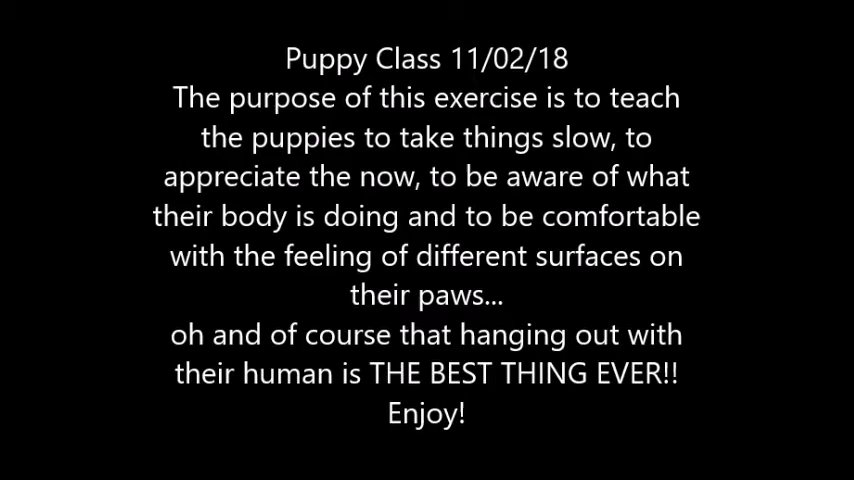 Puppy Class 11/02/18
The purpose of this exercise is to teach
the puppies to take things slow, to
appreciate the now, to be aware of what
their body is doing and to be comfortable
with the feeling of different surfaces on
their paws...
oh and of course that hanging out with
their human is THE BEST THING EVER!!
Enjoy!